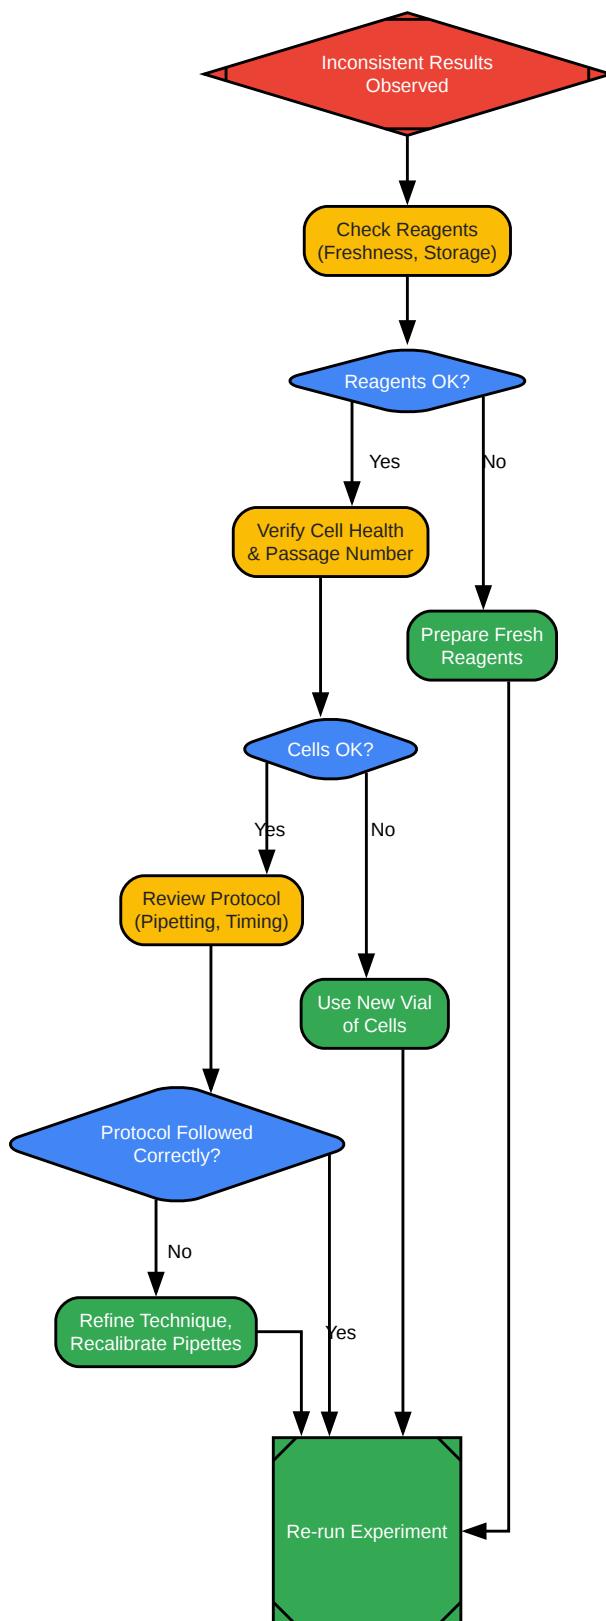 Inconsistent Results
Observed
Check Reagents
(Freshness, Storage)
Reagents OK?
Yes
No
Verify Cell Health
& Passage Number
Prepare Fresh
Reagents
Cells OK?
Yes
No
Review Protocol
(Pipetting, Timing)
Use New Vial
of Cells
Protocol Followed
Correctly?
No
Refine Technique,
Recalibrate Pipettes
Yes
Re-run Experiment